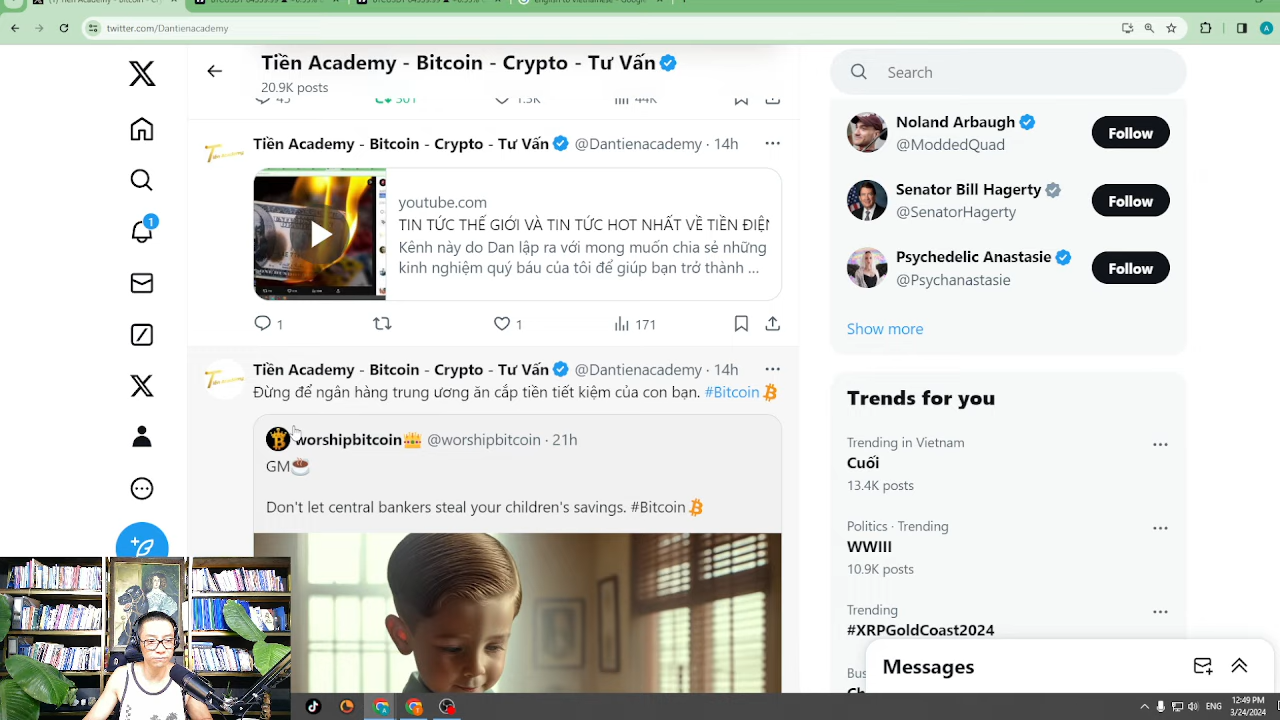 twitter.com/Dantienacademy
Tiền Academy - Bitcoin - Crypto - Tư Vấn
20.9K posts
Search
Tiền Academy - Bitcoin - Crypto - Tư Vấn @Dantienacademy · 14h
youtube.com
TIN TỨC THẾ GIỚI VÀ TIN TỨC HOT NHẤT VỀ TIỀN ĐIỆN
Kênh này do Dan lập ra với mong muốn chia sẻ những
kinh nghiệm quý báu của tôi để giúp bạn trở thành ...
1
1
171
Tiền Academy - Bitcoin - Crypto - Tư Vấn @Dantienacademy · 14h
Đừng để ngân hàng trung ương ăn cắp tiền tiết kiệm của con bạn. #Bitcoin
worshipbitcoin @worshipbitcoin · 21h
GM
Don't let central bankers steal your children's savings. #Bitcoin
1
Noland Arbaugh
@ModdedQuad
Follow
Senator Bill Hagerty
@SenatorHagerty
Follow
Psychedelic Anastasie
@Psychanastasie
Follow
Show more
Trends for you
Trending in Vietnam
Cuối
13.4K posts
Politics · Trending
WWIII
10.9K posts
Trending
#XRPGoldCoast2024
Messages
ENG
12:49 PM
3/24/2024